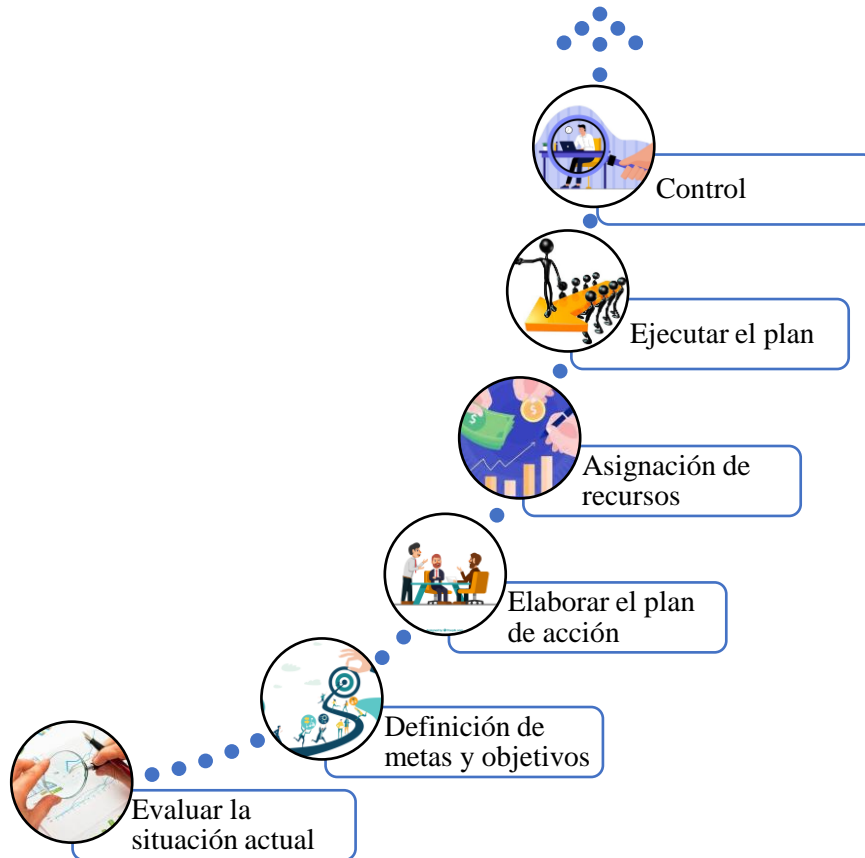 Control
Ejecutar el plan
Asignación de
recursos
Elaborar el plan
de acción
Definición de
metas y objetivos
Evaluar la
situación actual